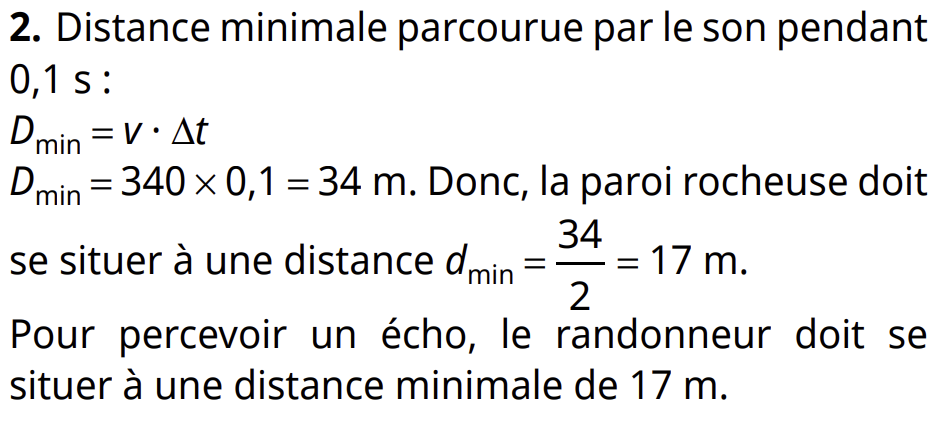 2. Distance minimale parcourue par le son pendant
0,1 s :
D_min = v · Δt
D_min = 340 × 0,1 = 34 m. Donc, la paroi rocheuse doit
se situer à une distance d_min = 34/2 = 17 m.
Pour percevoir un écho, le randonneur doit se
situer à une distance minimale de 17 m.